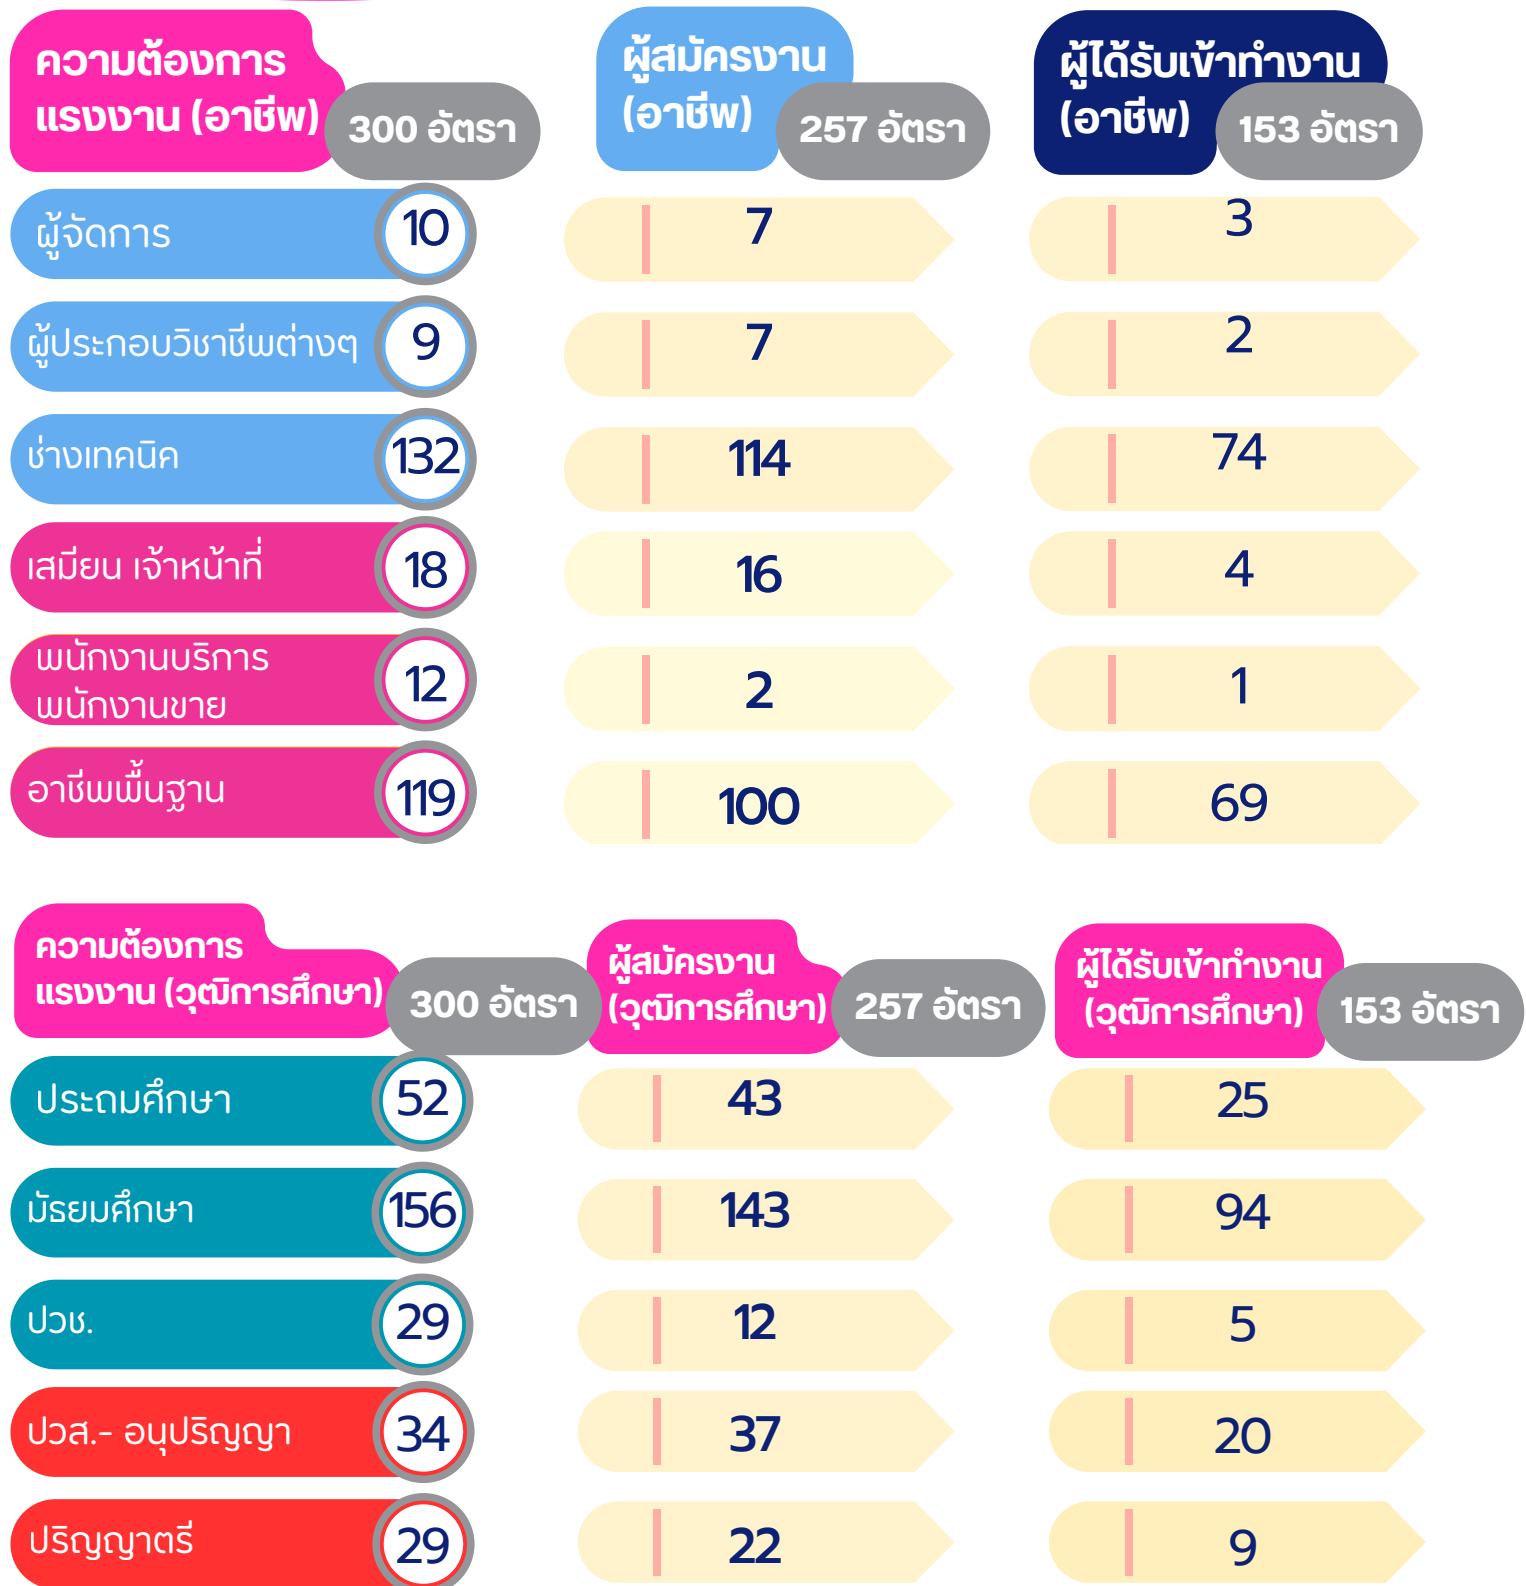 ความต้องการ
แรงงาน (อาชีพ)
300 อัตรา
ผู้สมัครงาน
(อาชีพ)
257 อัตรา
ผู้ได้รับเข้าทำงาน
(อาชีพ)
153 อัตรา
ผู้จัดการ 10 7 3
ผู้ประกอบวิชาชีพต่างๆ 9 7 2
ช่างเทคนิค 132 114 74
เสมียน เจ้าหน้าที่ 18 16 4
พนักงานบริการ
พนักงานขาย 12 2 1
อาชีพพื้นฐาน 119 100 69
ความต้องการ
แรงงาน (วุฒิการศึกษา)
300 อัตรา
ผู้สมัครงาน
(วุฒิการศึกษา)
257 อัตรา
ผู้ได้รับเข้าทำงาน
(วุฒิการศึกษา)
153 อัตรา
ประถมศึกษา 52 43 25
มัธยมศึกษา 156 143 94
ปวช. 29 12 5
ปวส.- อนุปริญญา 34 37 20
ปริญญาตรี 29 22 9